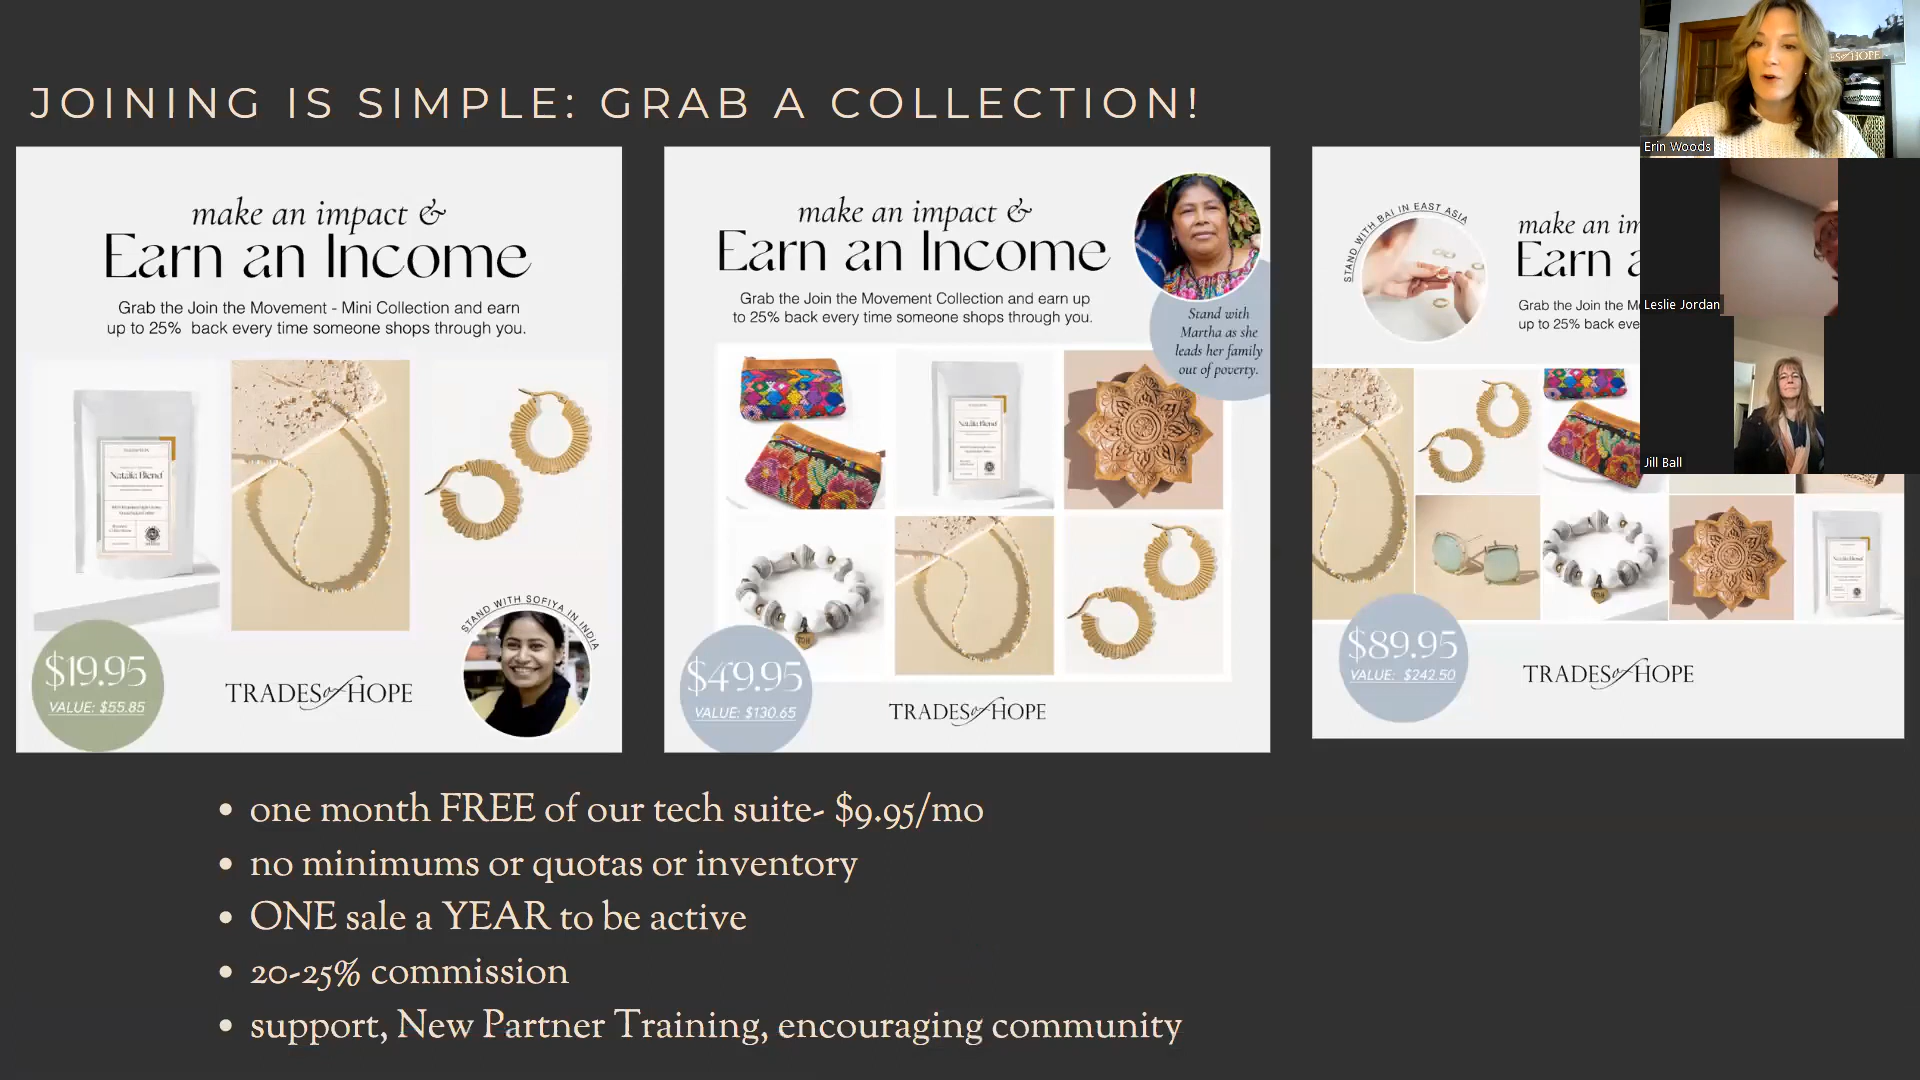 JOINING IS SIMPLE: GRAB A COLLECTION!
make an impact &
Earn an Income
Grab the Join the Movement - Mini Collection and earn
up to 25% back every time someone shops through you.
Natäla Blend
STAND WITH SOFIYA IN INDIA
$19.95
VALUE: $55.85
TRADES of HOPE
make an impact &
Earn an Income
Grab the Join the Movement Collection and earn up
to 25% back every time someone shops through you.
Stand with
Martha as she
leads her family
out of poverty.
Natäla Blend
$49.95
VALUE: $130.65
TRADES of HOPE
STAND WITH BAI IN EAST ASIA
make an im
Earn a
Grab the Join the M
up to 25% back eve
$89.95
VALUE: $242.50
TRADES of HOPE
Erin Woods
Leslie Jordan
Jill Ball
• one month FREE of our tech suite- $9.95/mo
• no minimums or quotas or inventory
• ONE sale a YEAR to be active
• 20-25% commission
• support, New Partner Training, encouraging community